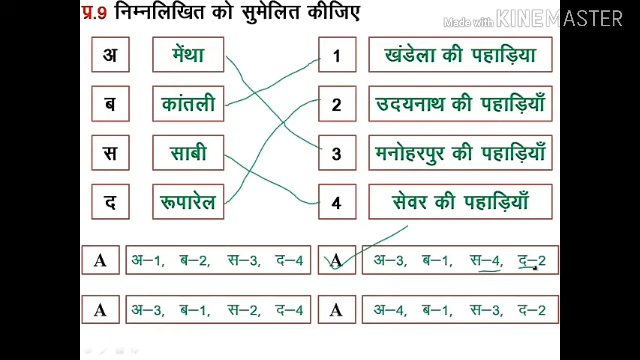 प्र.9 निम्नलिखित को सुमेलित कीजिए
Made with KINEMASTER
अ मेंथा 1 खंडेला की पहाड़िया
ब कांतली 2 उदयनाथ की पहाड़ियाँ
स साबी 3 मनोहरपुर की पहाड़ियाँ
द रूपारेल 4 सेवर की पहाड़ियाँ
A अ–1, ब–2, स–3, द–4 A अ–3, ब–1, स–4, द–2
A अ–3, ब–1, स–2, द–4 A अ–4, ब–1, स–3, द–2